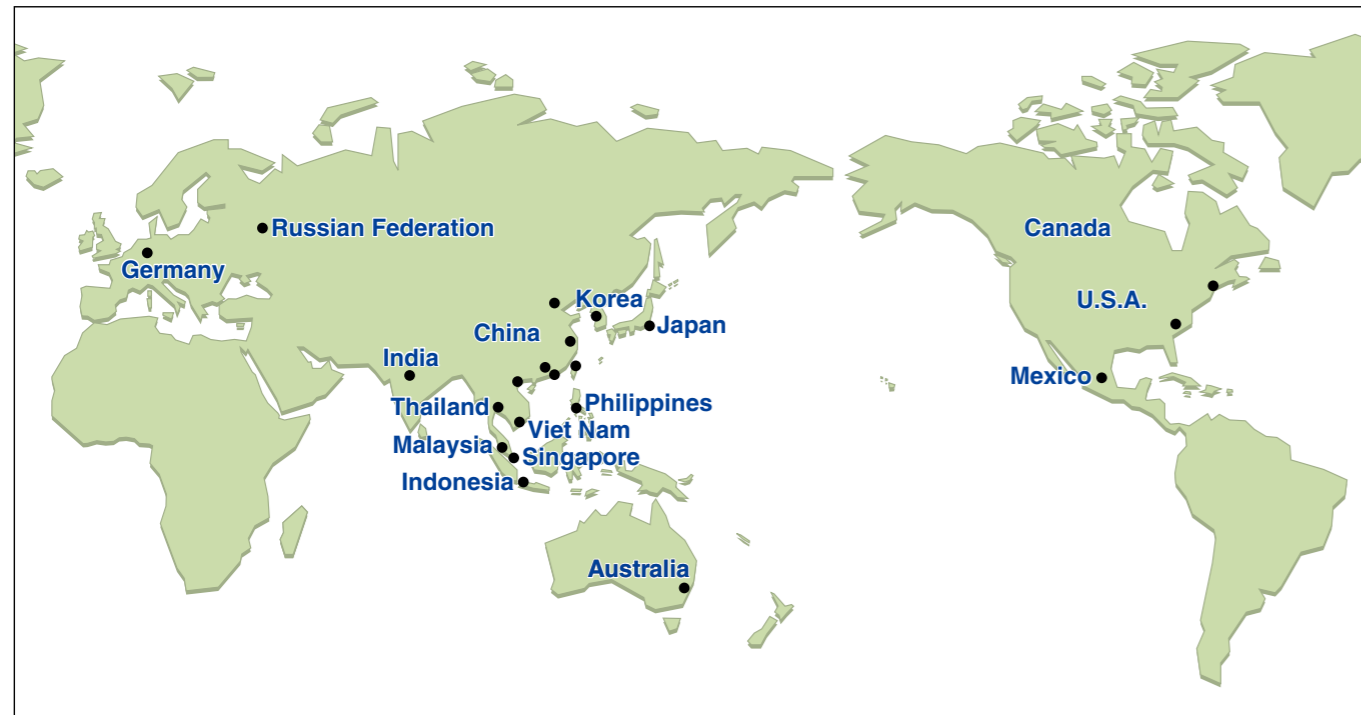 Russian Federation
Canada
Germany
Korea
U.S.A.
Japan
China
India
Mexico
Thailand
Philippines
Viet Nam
Malaysia
Singapore
Indonesia
Australia